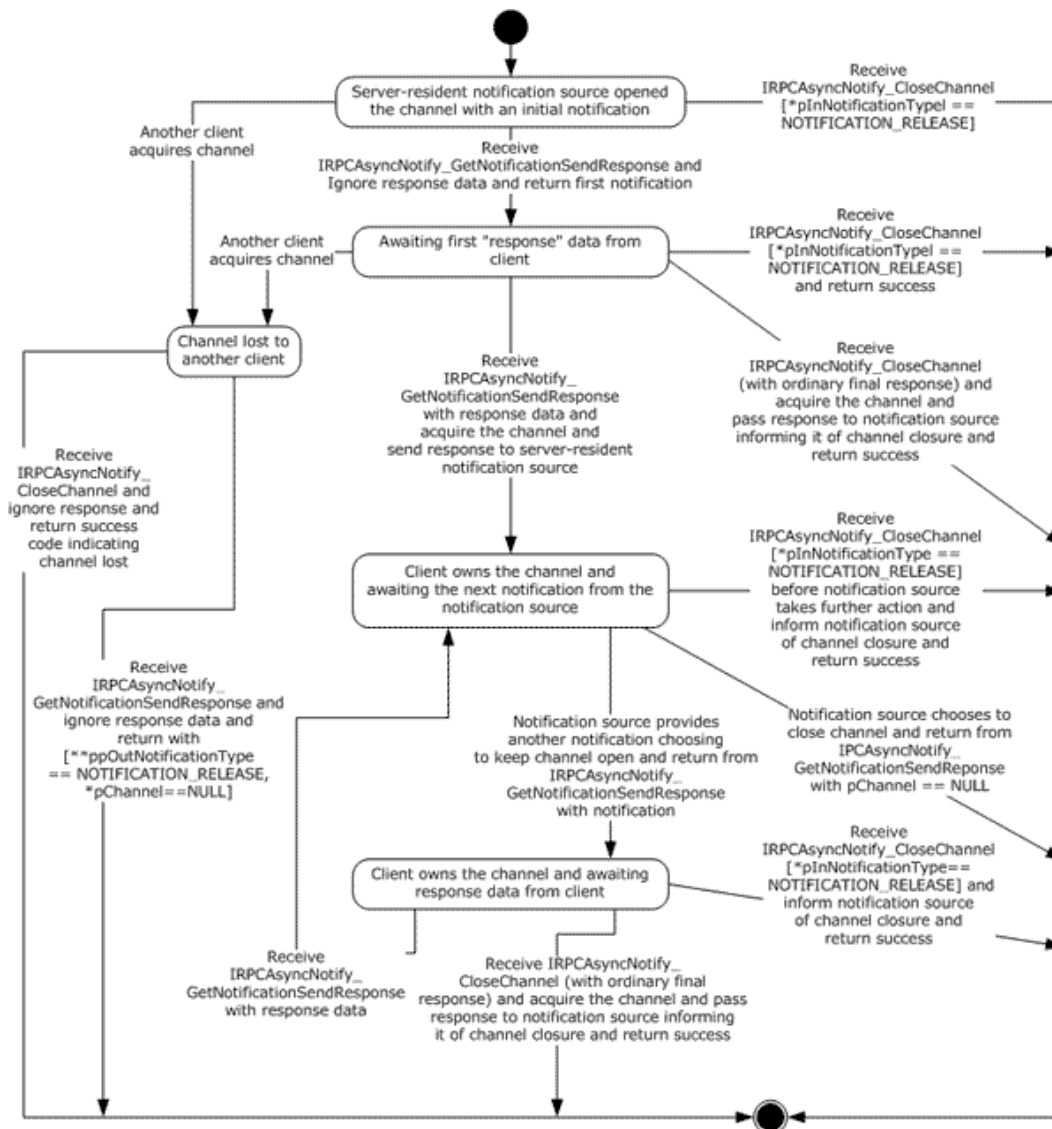 Server-resident notification source opened
the channel with an initial notification
Receive
IRPCAsyncNotify_CloseChannel
[*pInNotificationTypel ==
NOTIFICATION_RELEASE]
Another client
acquires channel
Receive
IRPCAsyncNotify_GetNotificationSendResponse and
Ignore response data and return first notification
Another client
acquires channel
Awaiting first "response" data from
client
Receive
IRPCAsyncNotify_CloseChannel
[*pInNotificationTypel ==
NOTIFICATION_RELEASE]
and return success
Channel lost to
another client
Receive
IRPCAsyncNotify_
GetNotificationSendResponse
with response data and
acquire the channel and
send response to server-resident
notification source
Receive
IRPCAsyncNotify_CloseChannel
(with ordinary final response) and
acquire the channel and
pass response to notification source
informing it of channel closure and
return success
Receive
IRPCAsyncNotify_
CloseChannel and
ignore response and
return success
code indicating
channel lost
Client owns the channel and
awaiting the next notification from the
notification source
Receive
IRPCAsyncNotify_CloseChannel
[*pInNotificationType ==
NOTIFICATION_RELEASE]
before notification source
takes further action and
inform notification source
of channel closure and
return success
Receive
IRPCAsyncNotify_
GetNotificationSendResponse and
ignore response data and
return with
[**ppOutNotificationType
== NOTIFICATION_RELEASE,
*pChannel==NULL]
Notification source provides
another notification choosing
to keep channel open and return from
IRPCAsyncNotify_
GetNotificationSendResponse
with notification
Notification source chooses to
close channel and return from
IPCAsyncNotify_
GetNotificationSendReponse
with pChannel == NULL
Client owns the channel and awaiting
response data from client
Receive
IRPCAsyncNotify_CloseChannel
[*pInNotificationType==
NOTIFICATION_RELEASE] and
inform notification source
of channel closure and
return success
Receive
IRPCAsyncNotify_
GetNotificationSendResponse
with response data
Receive IRPCAsyncNotify_
CloseChannel (with ordinary final
response) and acquire the channel and pass
response to notification source informing
it of channel closure and return success